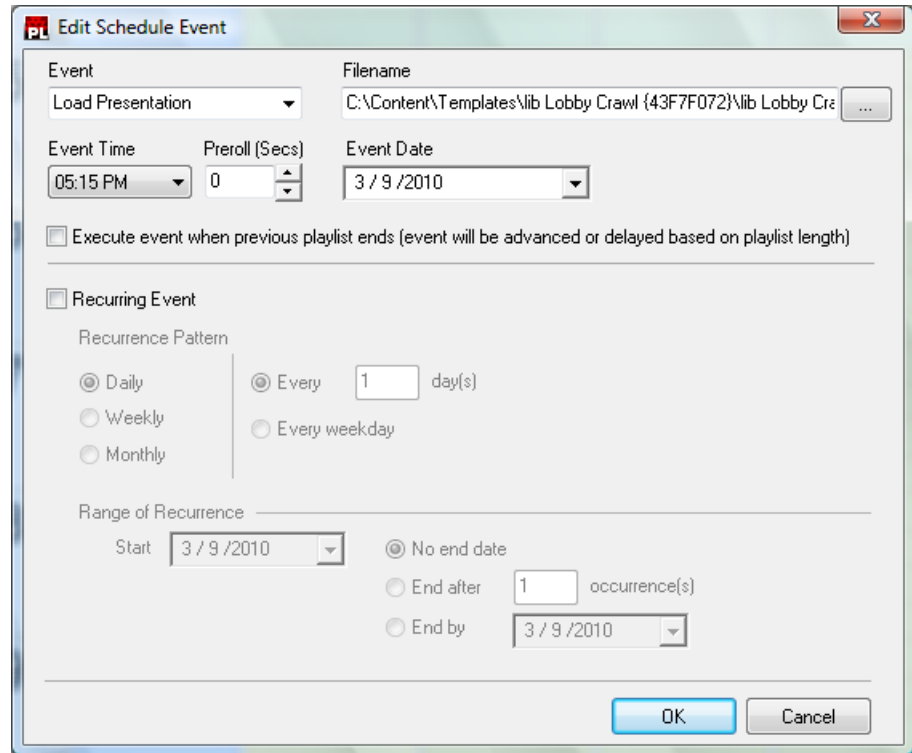 PL Edit Schedule Event
Event Filename
Load Presentation C:\Content\Templates\lib Lobby Crawl {43F7F072}\lib Lobby Cra ...
Event Time Preroll (Secs) Event Date
05:15 PM 0 3 / 9 /2010
Execute event when previous playlist ends (event will be advanced or delayed based on playlist length)
Recurring Event
Recurrence Pattern
Daily Every 1 day(s)
Weekly Every weekday
Monthly
Range of Recurrence
Start 3 / 9 /2010 No end date
End after 1 occurrence(s)
End by 3 / 9 /2010
OK Cancel